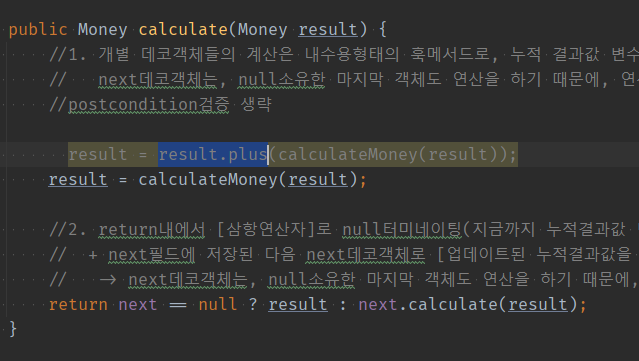 public Money calculate(Money result) {
//1. 개별 데코객체들의 계산은 내수용형태의 훅메서드로, 누적 결과값 변수
// next데코객체는, null소유한 마지막 객체도 연산을 하기 때문에, 연
//postcondition검증 생략
result = result.plus(calculateMoney(result));
result = calculateMoney(result);
//2. return내에서 [삼항연산자]로 null터미네이팅(지금까지 누적결과값
// + next필드에 저장된 다음 next데코객체로 [업데이트된 누적결과값을
// -> next데코객체는, null소유한 마지막 객체도 연산을 하기 때문에,
return next == null ? result : next.calculate(result);
}